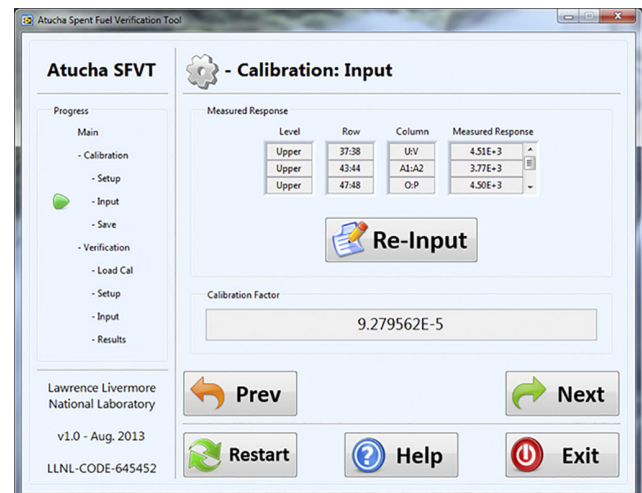 Atucha Spent Fuel Verification Tool
Atucha SFVT
Progress
Main
- Calibration
- Setup
- Input
- Save
- Verification
- Load Cal
- Setup
- Input
- Results
Lawrence Livermore
National Laboratory
v1.0 - Aug. 2013
LLNL-CODE-645452
- Calibration: Input
Measured Response
Level Row Column Measured Response
Upper 37:38 U:V 4.51E+3
Upper 43:44 A1:A2 3.77E+3
Upper 47:48 O:P 4.50E+3
Re-Input
Calibration Factor
9.279562E-5
Prev Next
Restart Help Exit